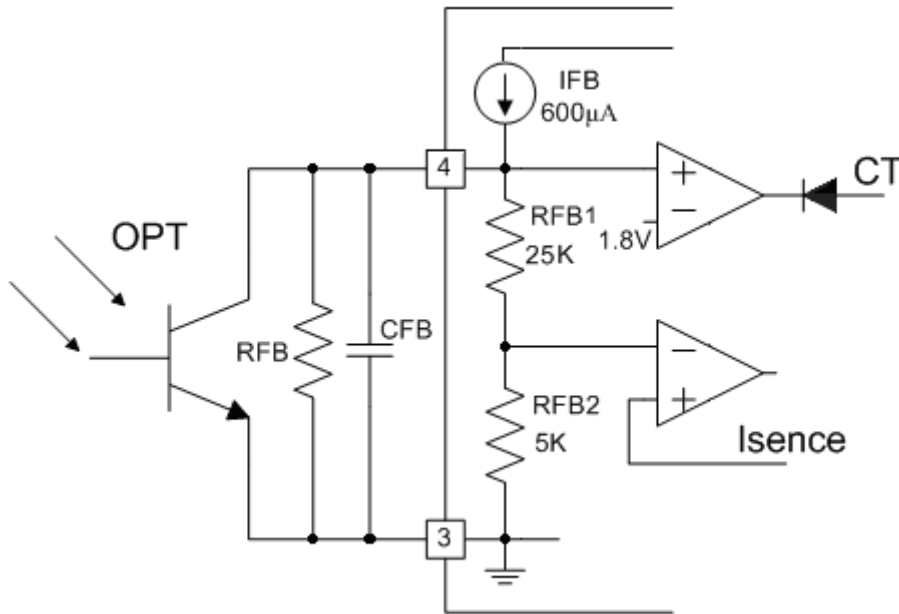 IFB
600μA
4
CT
OPT
RFB1
1.8V
25K
RFB
CFB
RFB2
5K
Isence
3